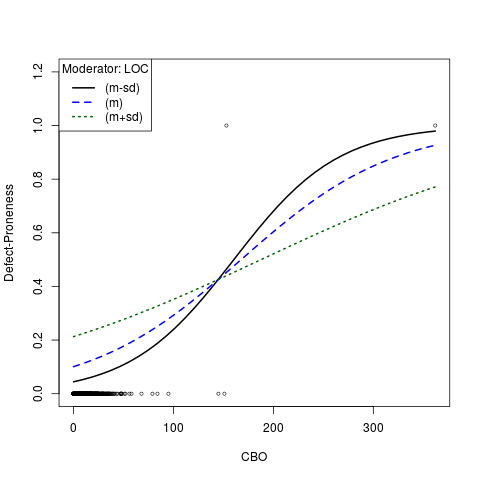 Moderator: LOC
(m-sd)
(m)
(m+sd)
1.2
1.0
0.8
0.6
0.4
0.2
0.0
Defect-Proneness
0 100 200 300
CBO